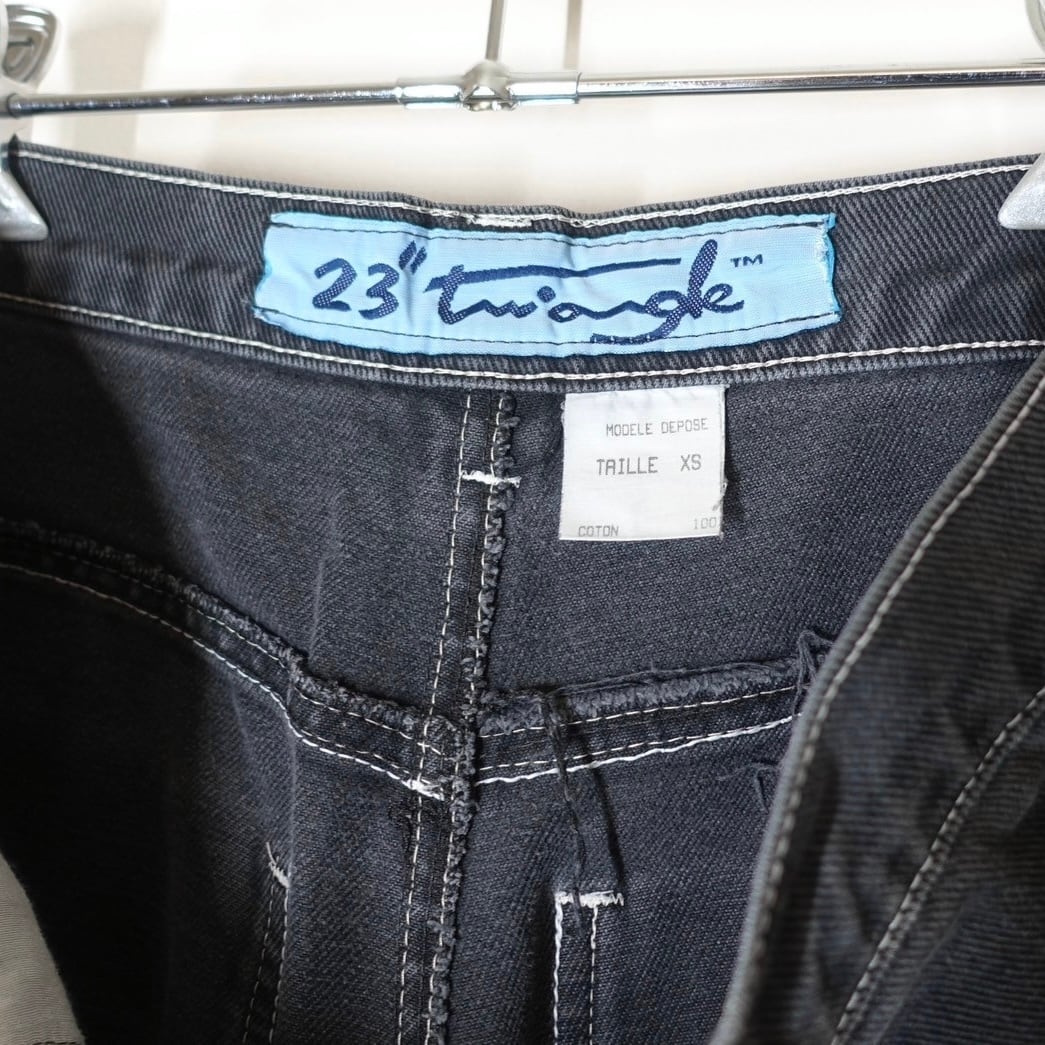 23" triangle™
MODELE DEPOSE
TAILLE XS
COTON 100